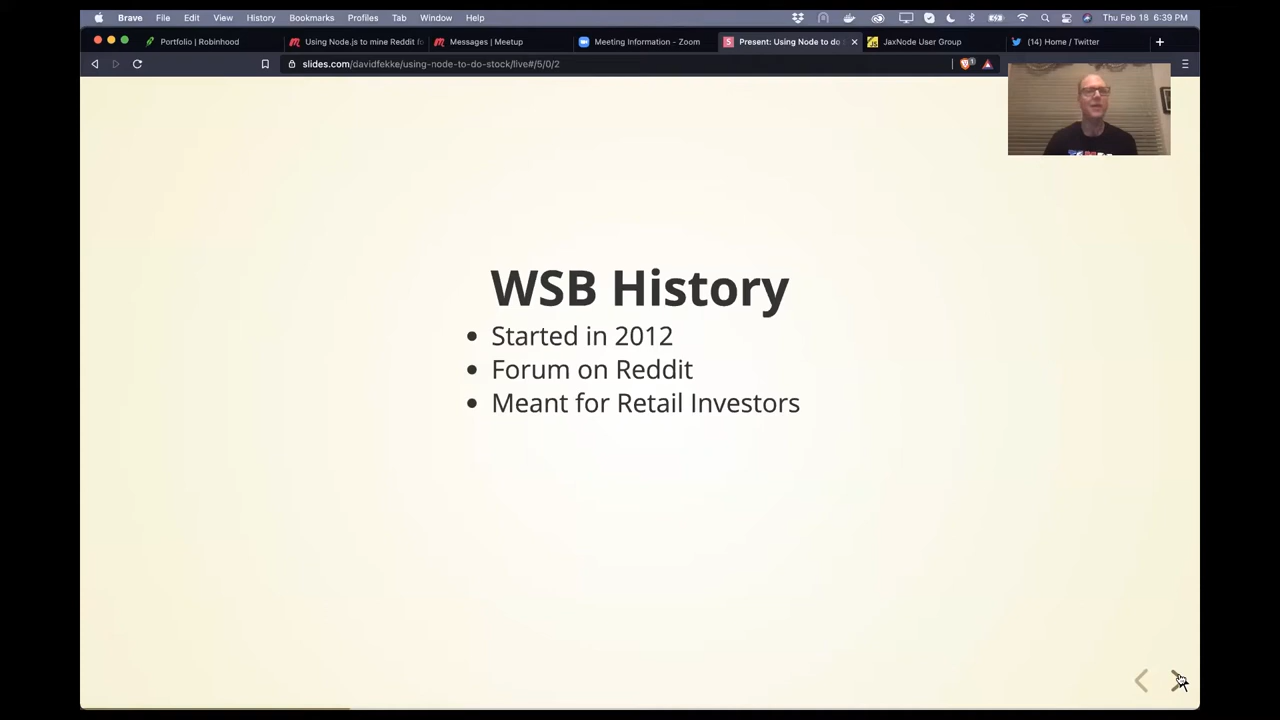 Brave File Edit View History Bookmarks Profiles Tab Window Help Thu Feb 18 6:39 PM
Portfolio | Robinhood Using Node.js to mine Reddit fo Messages | Meetup Meeting Information - Zoom Present: Using Node to do S JaxNode User Group (14) Home / Twitter
slides.com/davidfekke/using-node-to-do-stock/live#/5/0/2
WSB History
• Started in 2012
• Forum on Reddit
• Meant for Retail Investors